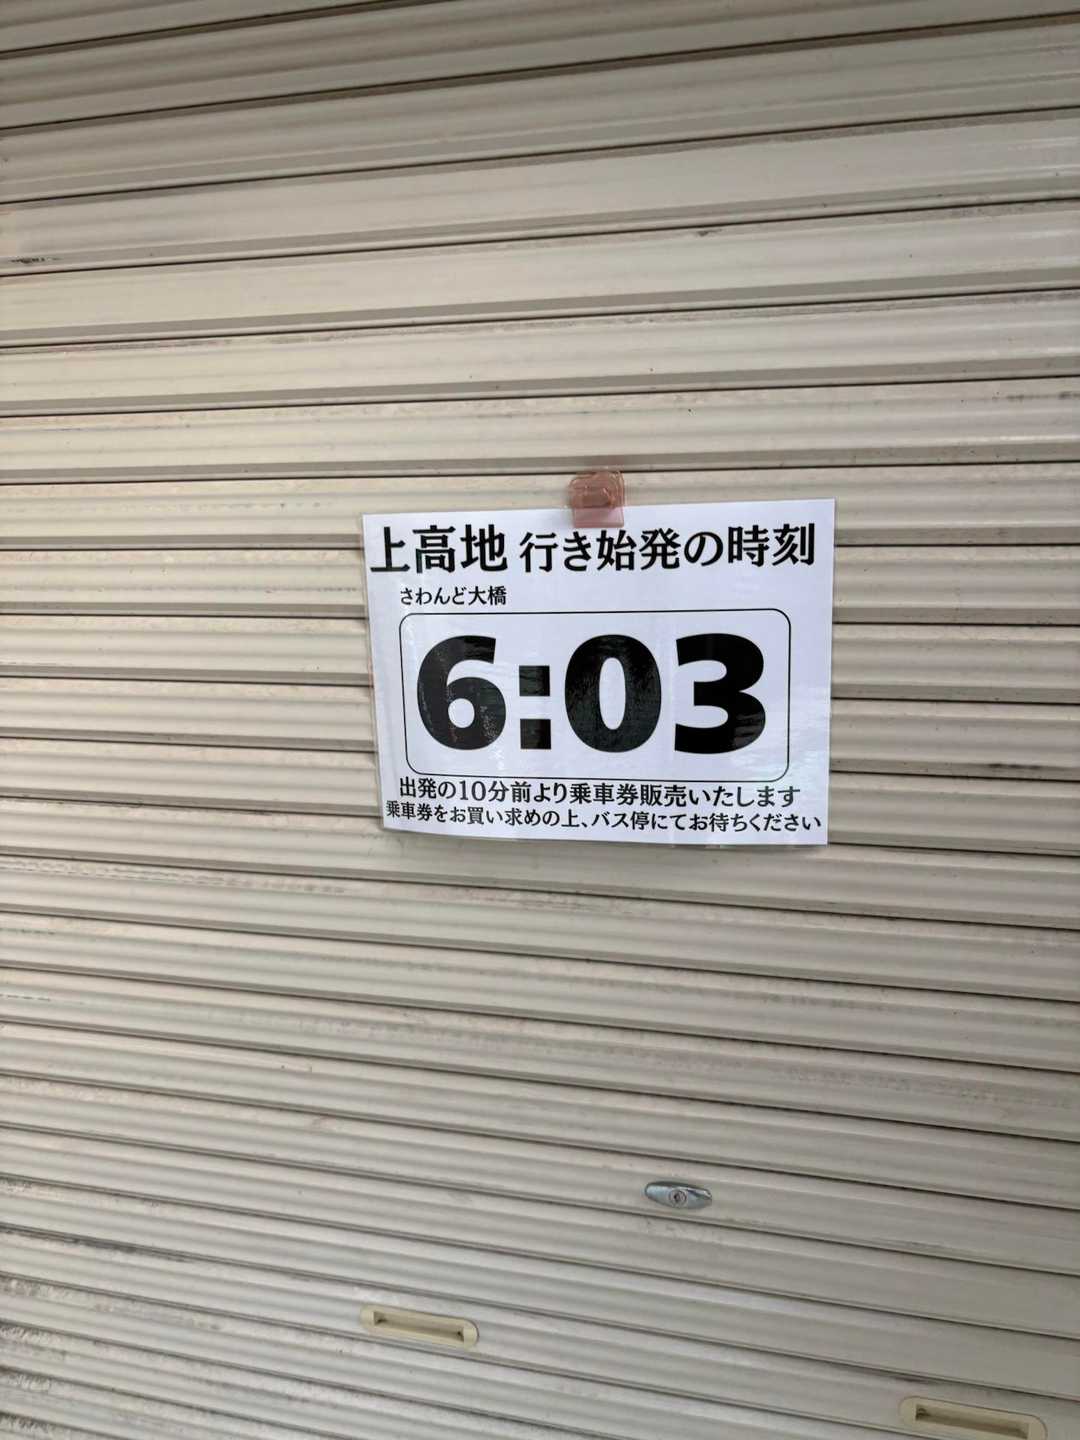 上高地 行き始発の時刻
さわんど大橋
6:03
出発の10分前より乗車券販売いたします
乗車券をお買い求めの上、バス停にてお待ちください